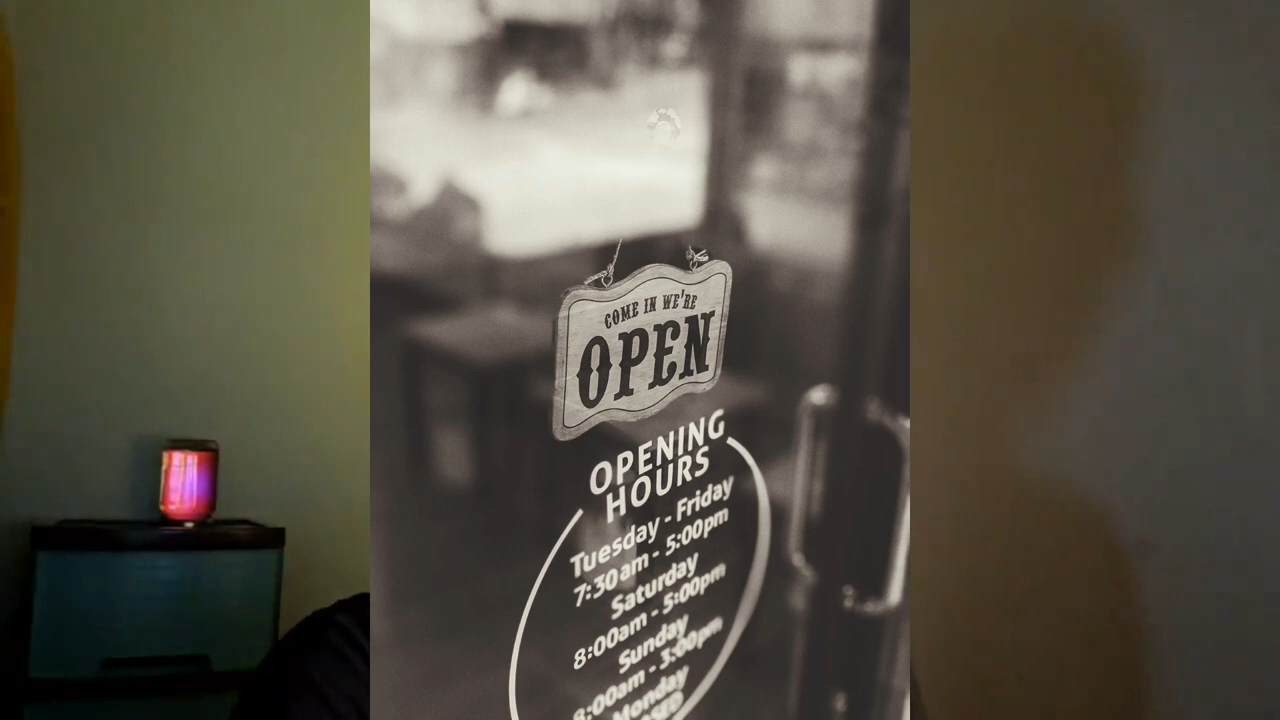 COME IN WE'RE
OPEN
OPENING
HOURS
Tuesday - Friday
7:30am - 5:00pm
Saturday
8:00am - 5:00pm
Sunday
8:00am - 3:00pm
Monday